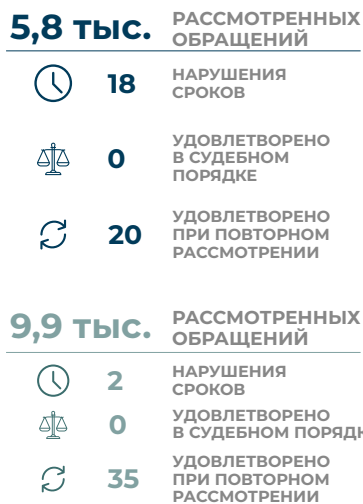 5,8 тыс. РАССМОТРЕННЫХ
ОБРАЩЕНИЙ
18 НАРУШЕНИЯ
СРОКОВ
0 УДОВЛЕТВОРЕНО
В СУДЕБНОМ
ПОРЯДКЕ
20 УДОВЛЕТВОРЕНО
ПРИ ПОВТОРНОМ
РАССМОТРЕНИИ
9,9 тыс. РАССМОТРЕННЫХ
ОБРАЩЕНИЙ
2 НАРУШЕНИЯ
СРОКОВ
0 УДОВЛЕТВОРЕНО
В СУДЕБНОМ ПОРЯДК
35 УДОВЛЕТВОРЕНО
ПРИ ПОВТОРНОМ
РАССМОТРЕНИИ